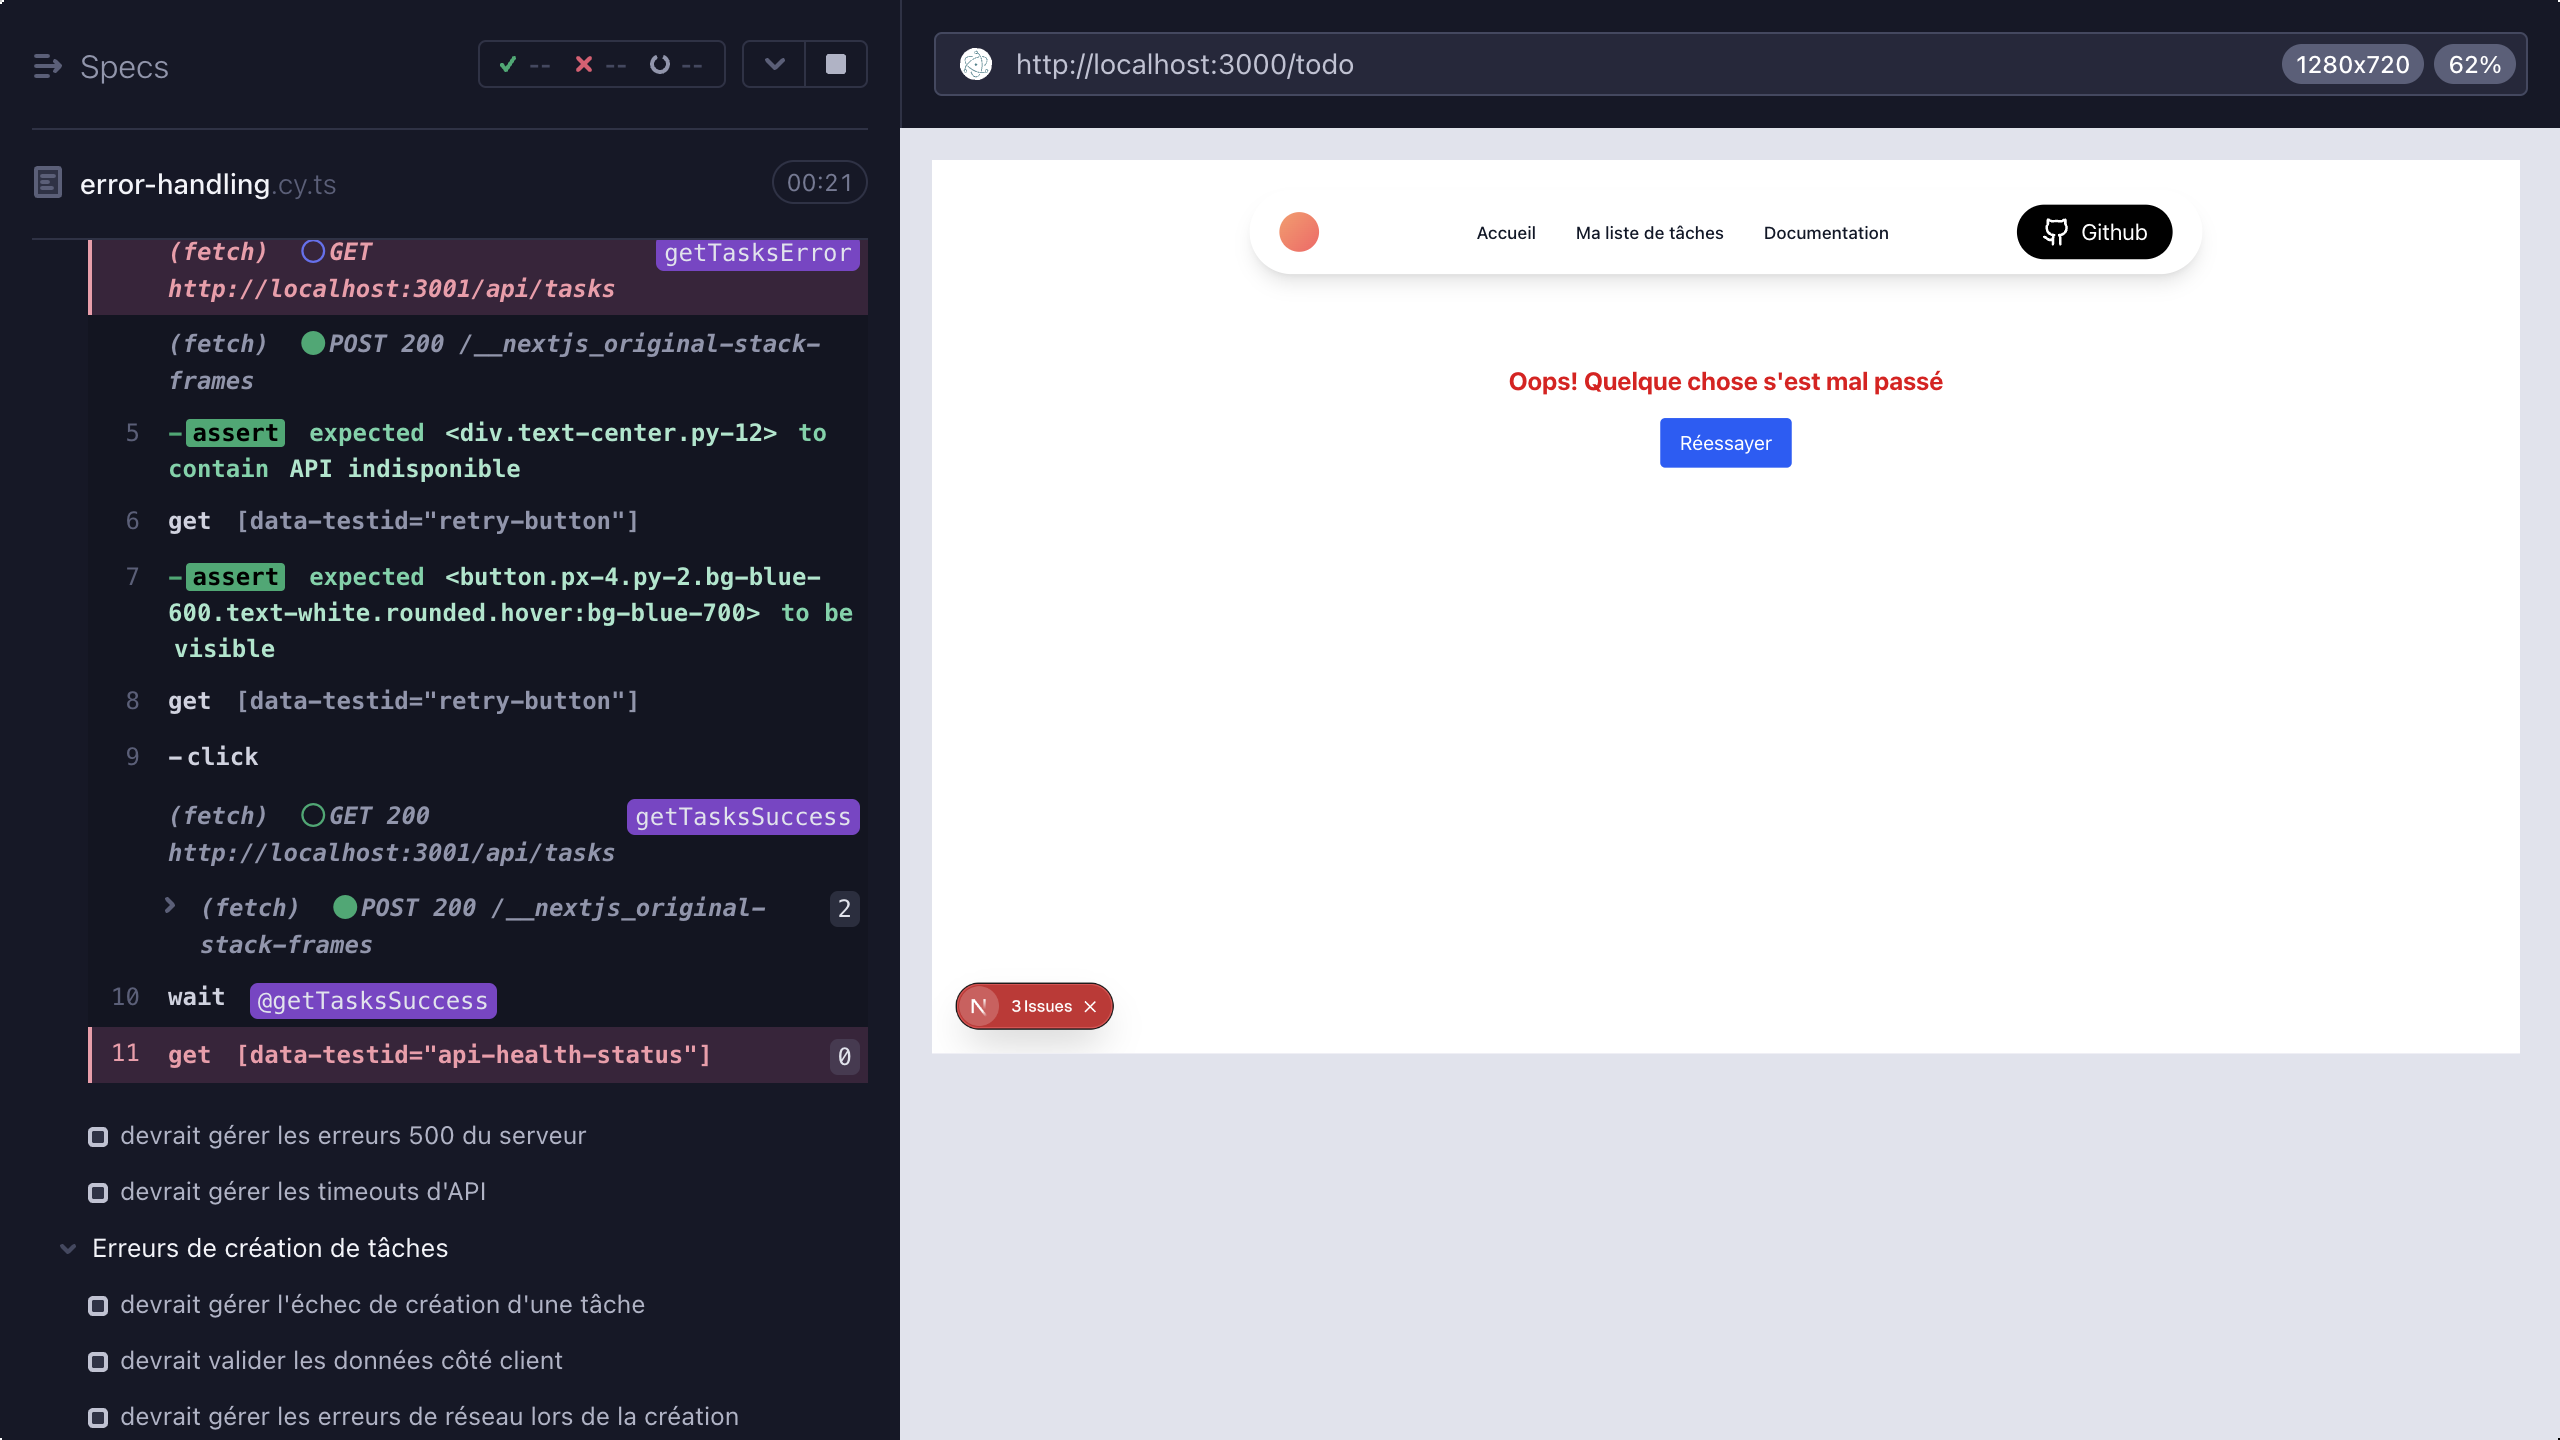 Specs
-- -- --
error-handling.cy.ts
00:21
(fetch) GET getTasksError
http://localhost:3001/api/tasks
(fetch) POST 200 /__nextjs_original-stack-
frames
5 -assert expected <div.text-center.py-12> to
contain API indisponible
6 get [data-testid="retry-button"]
7 -assert expected <button.px-4.py-2.bg-blue-
600.text-white.rounded.hover:bg-blue-700> to be
visible
8 get [data-testid="retry-button"]
9 -click
(fetch) GET 200 getTasksSuccess
http://localhost:3001/api/tasks
(fetch) POST 200 /__nextjs_original- 2
stack-frames
10 wait @getTasksSuccess
11 get [data-testid="api-health-status"] 0
devrait gérer les erreurs 500 du serveur
devrait gérer les timeouts d'API
Erreurs de création de tâches
devrait gérer l'échec de création d'une tâche
devrait valider les données côté client
devrait gérer les erreurs de réseau lors de la création
http://localhost:3000/todo
1280x720
62%
Accueil
Ma liste de tâches
Documentation
Github
Oops! Quelque chose s'est mal passé
Réessayer
N 3 Issues